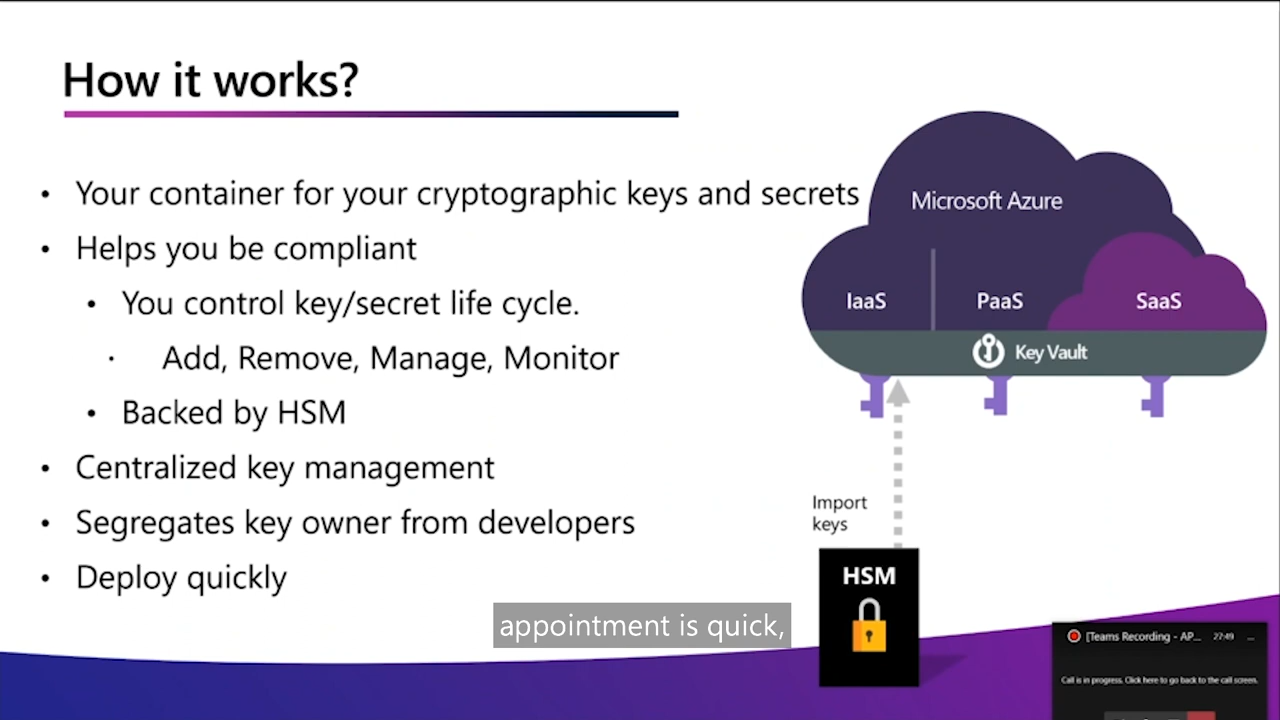 How it works?
• Your container for your cryptographic keys and secrets
• Helps you be compliant
• You control key/secret life cycle.
• Add, Remove, Manage, Monitor
• Backed by HSM
• Centralized key management
• Segregates key owner from developers
• Deploy quickly
Microsoft Azure
IaaS
PaaS
SaaS
Key Vault
Import
keys
HSM
appointment is quick,
[Teams Recording - AP... 27:49 ...
Call is in progress. Click here to go back to the call screen.